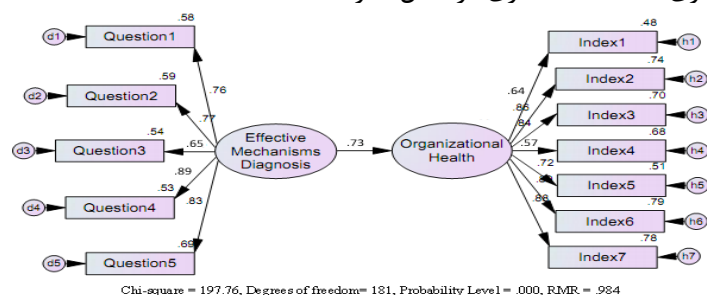 .58
d1 Question1
.76
.59
d2 Question2
.77
.54
d3 Question3
.65
.89
.53
d4 Question4
.83
.69
d5 Question5
Effective
Mechanisms
Diagnosis
.73
Organizational
Health
.48
Index1 h1
.64
.74
Index2 h2
.86
.70
Index3 h3
.84
.68
Index4 h4
.57
.51
Index5 h5
.72
.79
Index6 h6
.88
.78
Index7 h7
Chi-square = 197.76, Degrees of freedom= 181, Probability Level = .000, RMR = .984